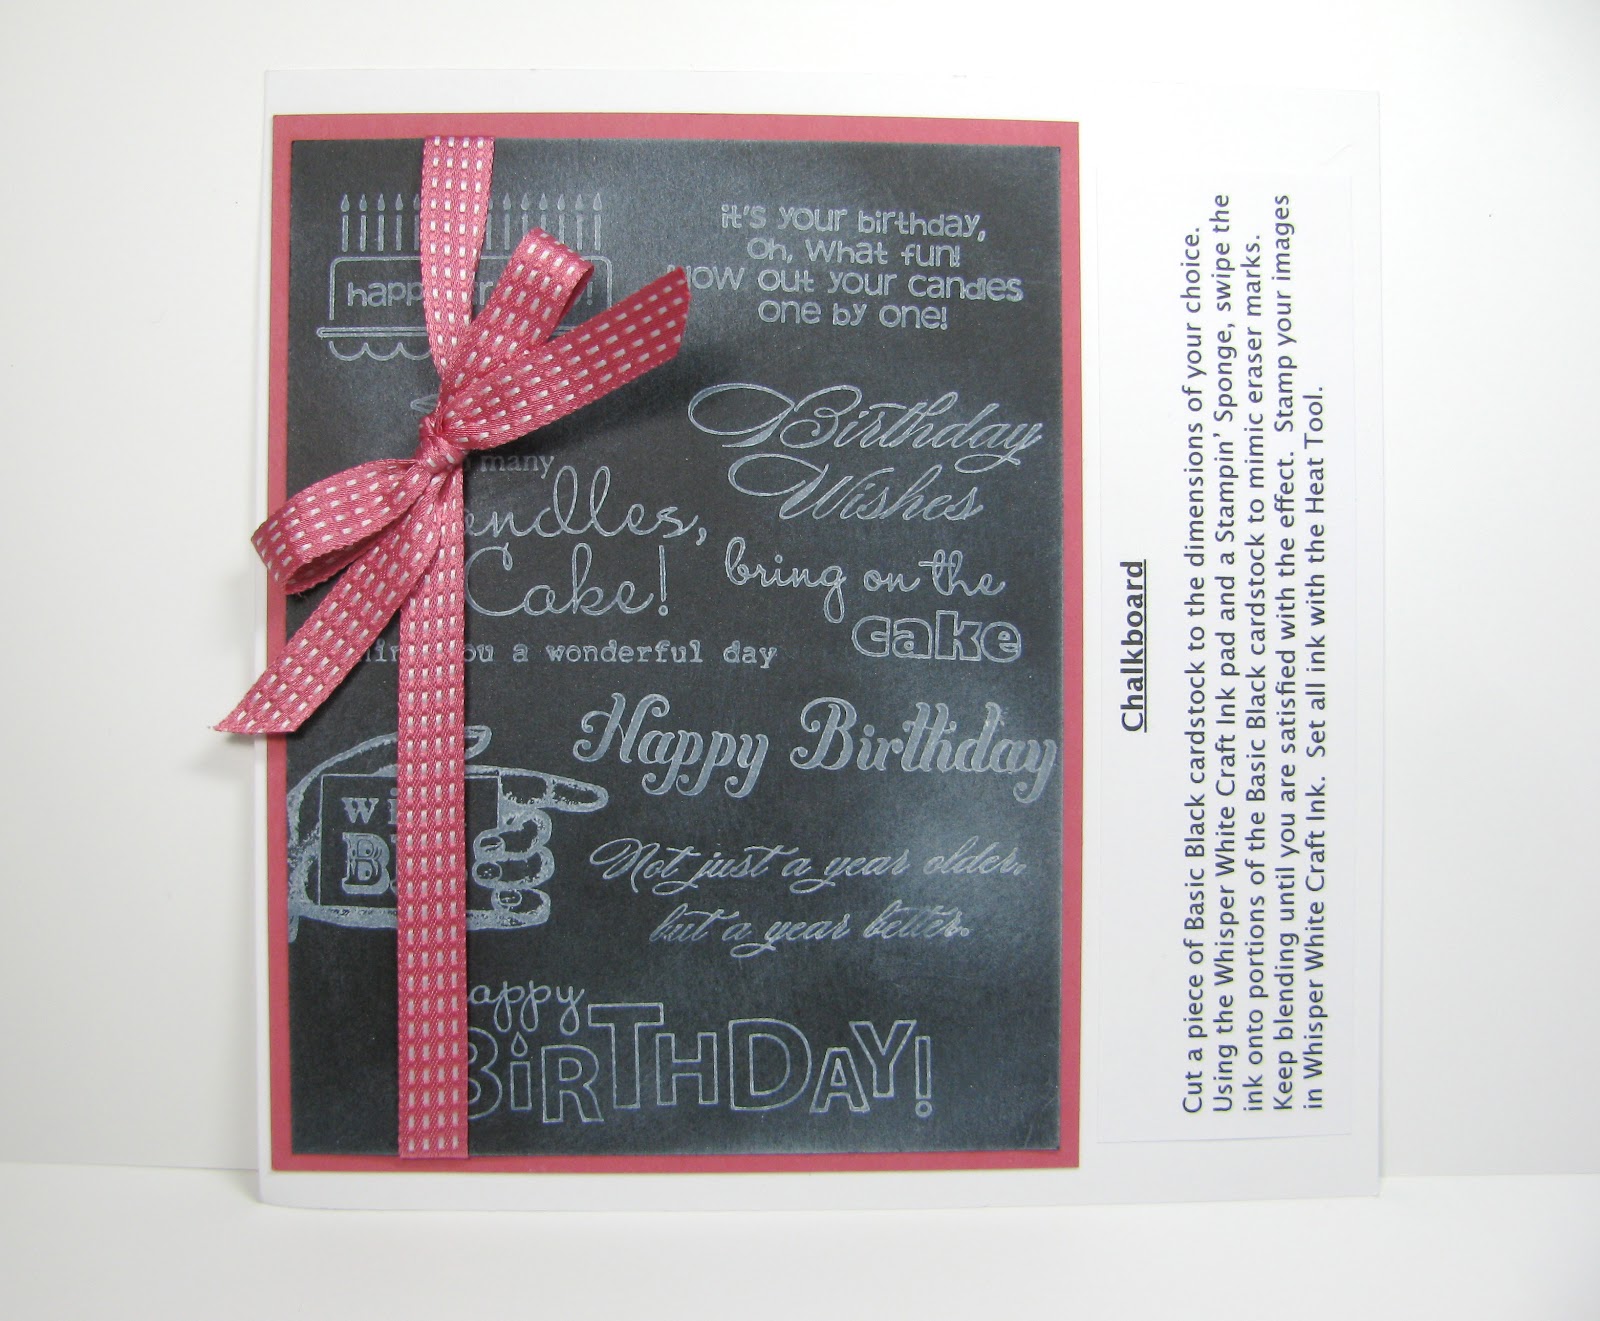 it's your birthday,
oh, what fun!
out your candles
one by one!
Birthday
Wishes
many
Cake!
bring on the
cake
a wonderful day
Happy Birthday
Not just a year older,
but a year better.
BiRTHDAY!
Chalkboard
Cut a piece of Basic Black cardstock to the dimensions of your choice.
Using the Whisper White Craft Ink pad and a Stampin' Sponge, swipe the
ink onto portions of the Basic Black cardstock to mimic eraser marks.
Keep blending until you are satisfied with the effect.  Stamp your images
in Whisper White Craft Ink.  Set all ink with the Heat Tool.